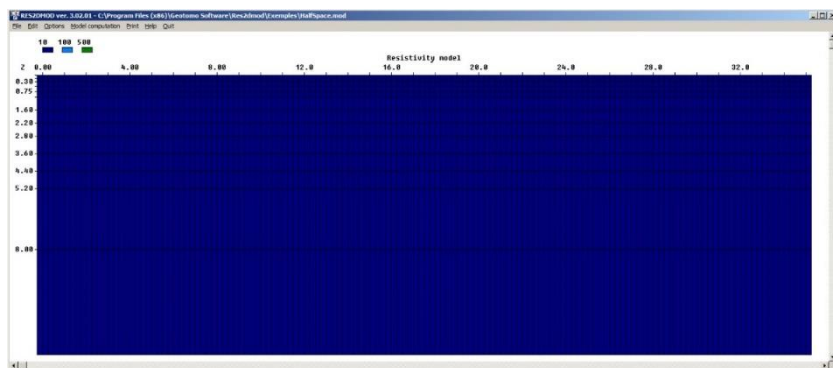 RES2DMOD ver. 3.02.01 - C:\Program Files (x86)\Geotomo Software\Res2dmod\Exemples\HalfSpace.mod
File Edit Options Model computation Print Help Quit
10 100 500
Resistivity model
Z 0.00 4.00 8.00 12.0 16.0 20.0 24.0 28.0 32.0
0.30
0.75
1.60
2.20
2.80
3.60
4.40
5.20
8.00